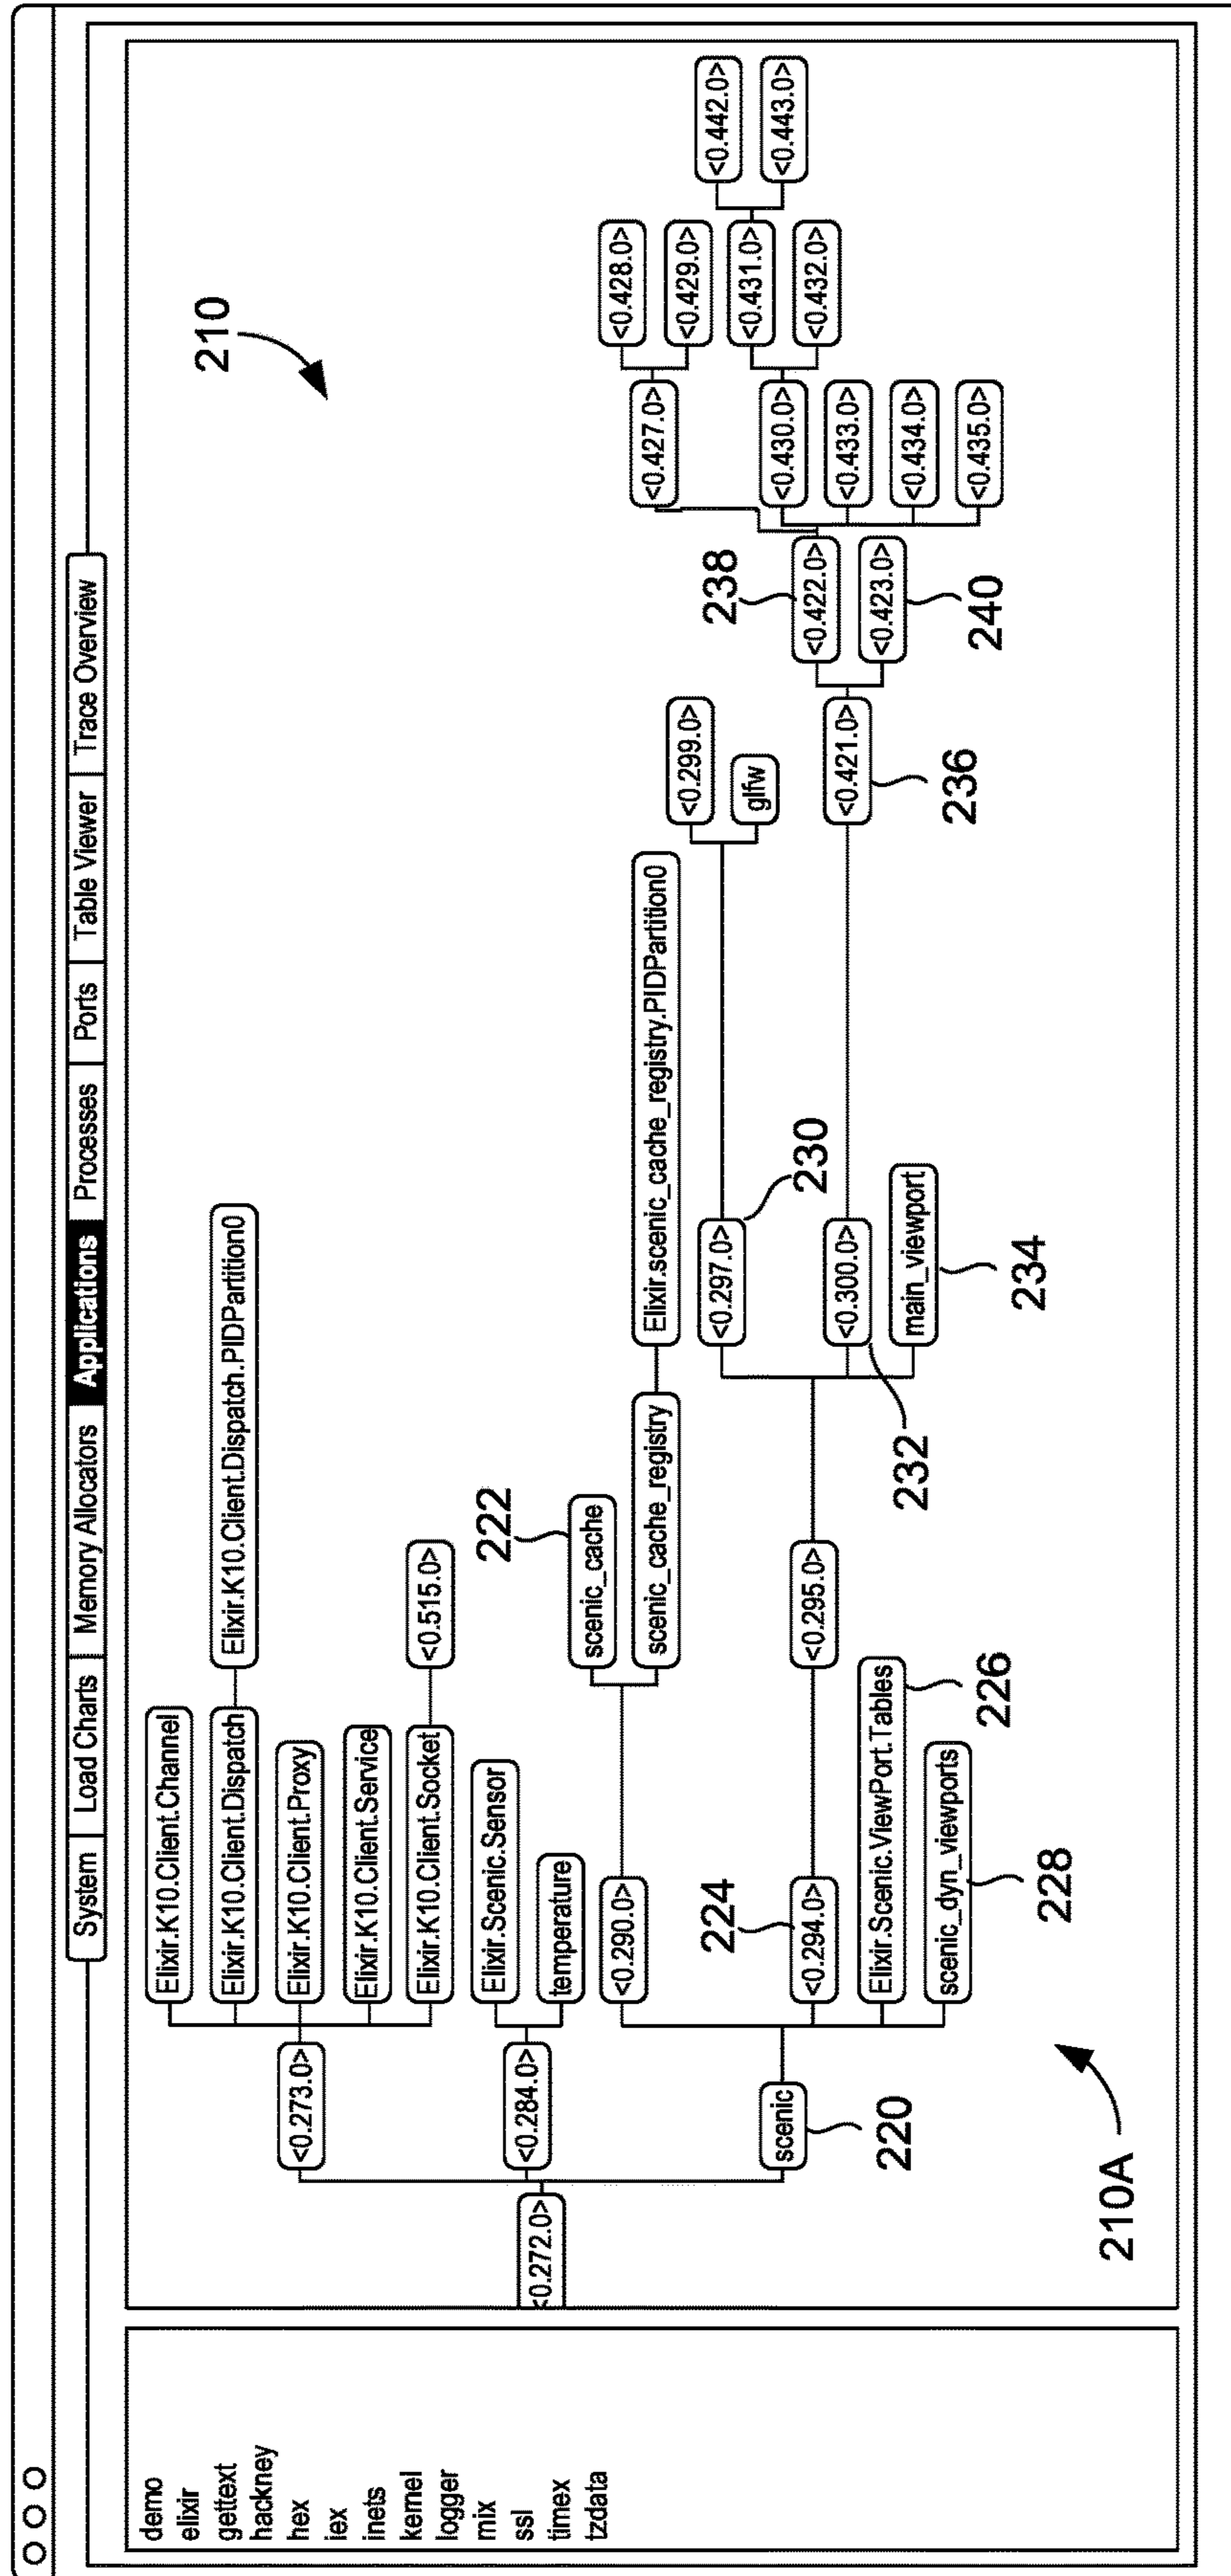 System | Load Charts | Memory Allocators | Applications | Processes | Ports | Table Viewer | Trace Overview
demo
elixir
gettext
hackney
hex
iex
inets
kernel
logger
mix
ssl
timex
tzdata
210
Elixir.K10.Client.Channel
Elixir.K10.Client.Dispatch
Elixir.K10.Client.Dispatch.PIDPartition0
<0.273.0>
Elixir.K10.Client.Proxy
Elixir.K10.Client.Service
Elixir.K10.Client.Socket
<0.515.0>
Elixir.Scenic.Sensor
222
<0.272.0>
<0.284.0>
temperature
scenic_cache
<0.290.0>
<0.428.0>
scenic_cache_registry
Elixir.scenic_cache_registry.PIDPartition0
<0.427.0>
<0.429.0>
<0.299.0>
<0.442.0>
224
<0.297.0>
238
glfw
<0.431.0>
scenic
<0.430.0>
<0.443.0>
230
<0.294.0>
<0.295.0>
<0.422.0>
<0.432.0>
<0.300.0>
<0.421.0>
<0.433.0>
220
Elixir.Scenic.ViewPort.Tables
232
main_viewport
<0.423.0>
<0.434.0>
scenic_dyn_viewports
226
236
240
<0.435.0>
228
234
210A